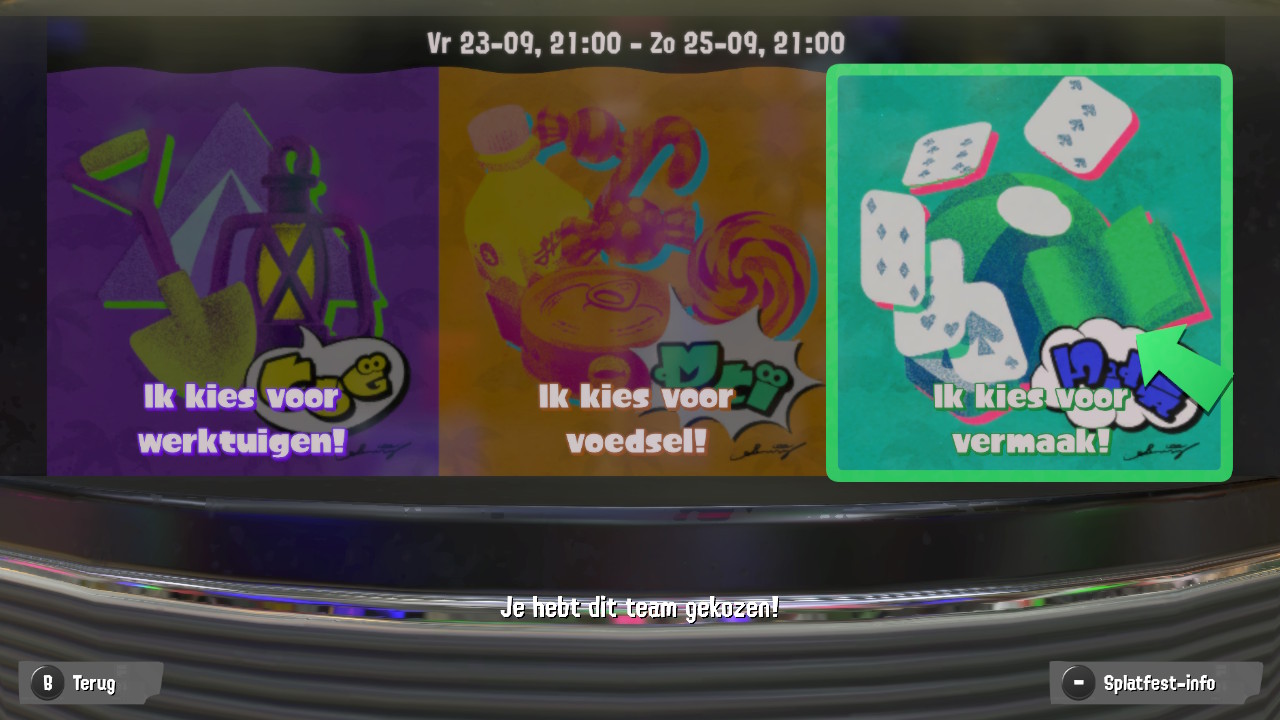 Vr 23-09, 21:00 - Zo 25-09, 21:00
Ik kies voor
werktuigen!
Ik kies voor
voedsel!
Ik kies voor
vermaak!
Je hebt dit team gekozen!
B Terug
- Splatfest-info